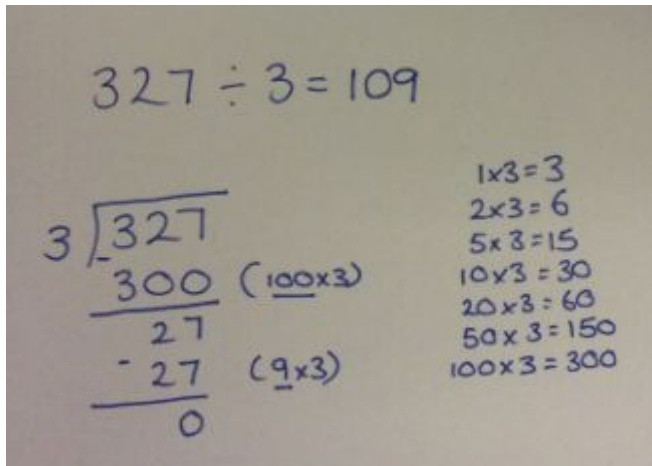 327 ÷ 3 = 109
3 327
- 300 (100x3)
27
- 27 (9x3)
0
1x3=3
2x3=6
5x3=15
10x3=30
20x3=60
50x3=150
100x3=300